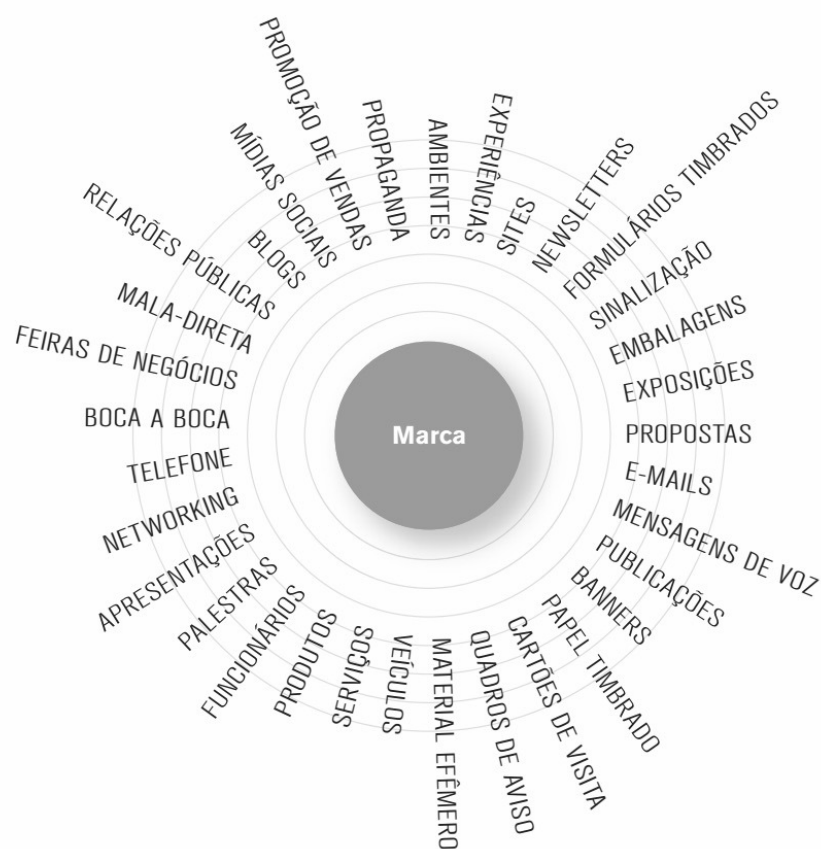 Marca
AMBIENTES
EXPERIÊNCIAS
SITES
NEWSLETTERS
FORMULÁRIOS TIMBRADOS
SINALIZAÇÃO
EMBALAGENS
EXPOSIÇÕES
PROPOSTAS
E-MAILS
MENSAGENS DE VOZ
PUBLICAÇÕES
BANNERS
PAPEL TIMBRADO
CARTÕES DE VISITA
QUADROS DE AVISO
MATERIAL EFÊMERO
VEÍCULOS
SERVIÇOS
PRODUTOS
FUNCIONÁRIOS
PALESTRAS
APRESENTAÇÕES
NETWORKING
TELEFONE
BOCA A BOCA
FEIRAS DE NEGÓCIOS
MALA-DIRETA
RELAÇÕES PÚBLICAS
BLOGS
MÍDIAS SOCIAIS
PROMOÇÃO DE VENDAS
PROPAGANDA